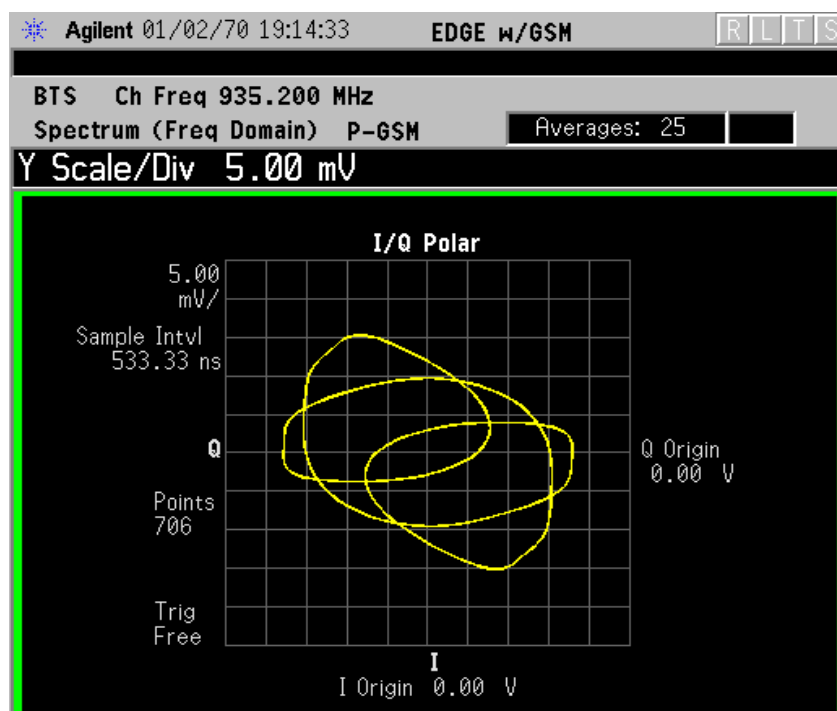 Agilent 01/02/70 19:14:33 EDGE w/GSM R L T S
BTS Ch Freq 935.200 MHz
Spectrum (Freq Domain) P-GSM Averages: 25
Y Scale/Div 5.00 mV
I/Q Polar
5.00
mV/
Sample Intvl
533.33 ns
Q
Q Origin
0.00 V
Points
706
Trig
Free
I
I Origin 0.00 V